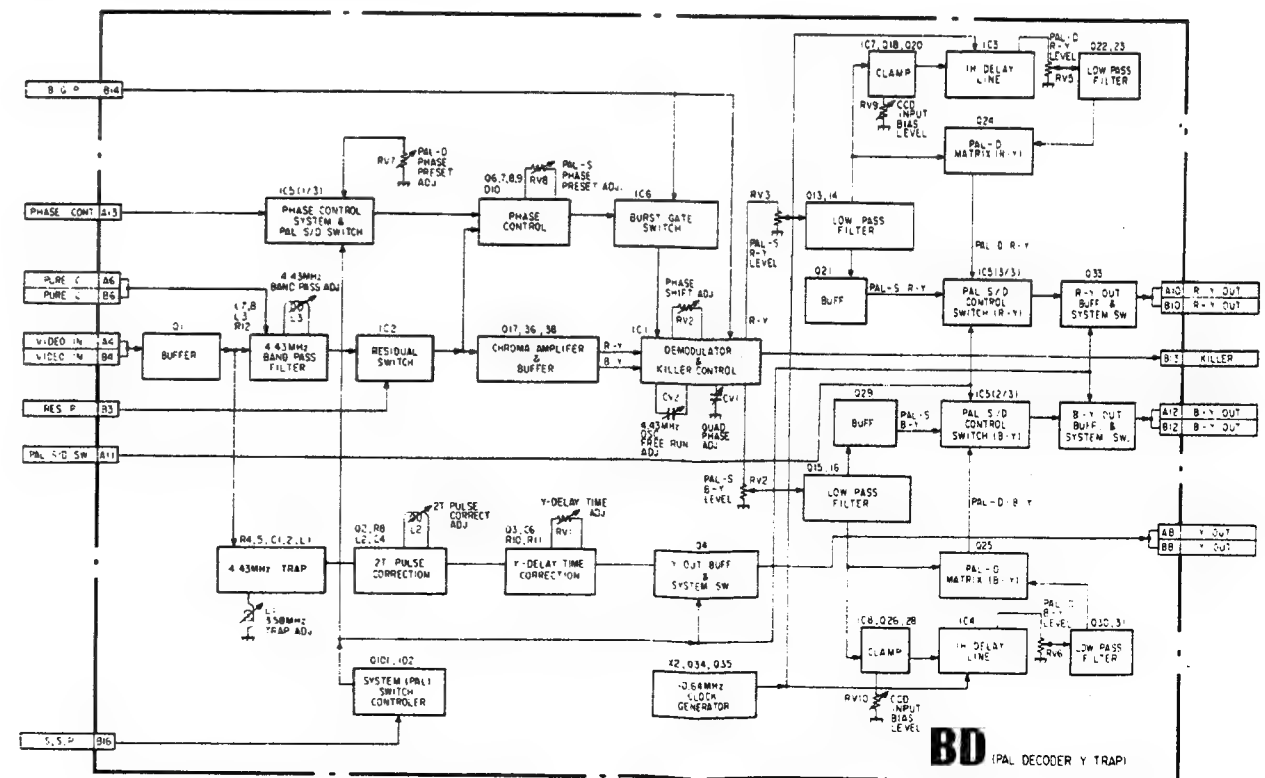 B G P B14
PHASE CONT A13
PURE C A6
PURE C B6
VIDEO IN A4
VIDEO IN B4
RES P B3
PAL S/D SW A11
S.S.P B16
RV7
PAL-D
PHASE
PRESET
ADJ
IC5(1/3)
PHASE CONTROL
SYSTEM &
PAL S/D SWITCH
Q6,7,8,9
D10
RV8
PAL-S
PHASE
PRESET ADJ.
PHASE
CONTROL
IC6
BURST GATE
SWITCH
Q1
BUFFER
L7,8
L3
R12
4.43MHz
BAND PASS ADJ
L3
4.43MHz
BAND PASS
FILTER
IC2
RESIDUAL
SWITCH
Q17, 36, 38
CHROMA AMPLIFER
&
BUFFER
R-Y
B-Y
PHASE
SHIFT ADJ
RV2
IC1
DEMODULATOR
&
KILLER CONTROL
CV2
4.43MHz
OSC
FREE RUN
ADJ
CV1
QUAD
PHASE
ADJ
R-Y
RV3
PAL-S
R-Y
LEVEL
Q13, 14
LOW PASS
FILTER
Q21
BUFF
PAL-S R-Y
IC7, Q18, Q20
CLAMP
RV9
CCD
INPUT
BIAS
LEVEL
IC3
1H DELAY
LINE
PAL-D
R-Y
LEVEL
RV5
Q22,23
LOW PASS
FILTER
Q24
PAL-D
MATRIX (R-Y)
PAL-D R-Y
IC5(3/3)
PAL S/D
CONTROL
SWITCH (R-Y)
Q33
R-Y OUT
BUFF &
SYSTEM SW
A10 R-Y OUT
B10 R-Y OUT
B13 KILLER
Q29
BUFF
PAL-S
B-Y
IC5(2/3)
PAL S/D
CONTROL
SWITCH (B-Y)
B-Y OUT
BUFF. &
SYSTEM SW.
A12 B-Y OUT
B12 B-Y OUT
PAL-S
B-Y
LEVEL
RV2
Q15,16
LOW PASS
FILTER
PAL-D B-Y
A8 Y OUT
B8 Y OUT
R4,5, C1,2, L1
4.43MHz TRAP
3.58MHz
TRAP ADJ
Q2, R8
L2, C4
2T PULSE
CORRECT
ADJ
L2
2T PULSE
CORRECTION
Q3, C6
R10, R11
Y-DELAY TIME
ADJ
Y-DELAY TIME
CORRECTION
Q4
Y OUT BUFF
&
SYSTEM SW
Q25
PAL-D
MATRIX (B-Y)
Q101, 102
SYSTEM (PAL)
SWITCH
CONTROLER
X2, Q34, Q35
CLOCK
GENERATOR
IC8, Q26, 28
CLAMP
RV10
CCD
INPUT
BIAS
LEVEL
IC4
1H DELAY
LINE
PAL-D
B-Y
LEVEL
RV6
Q30, 31
LOW PASS
FILTER
BD (PAL DECODER Y TRAP)